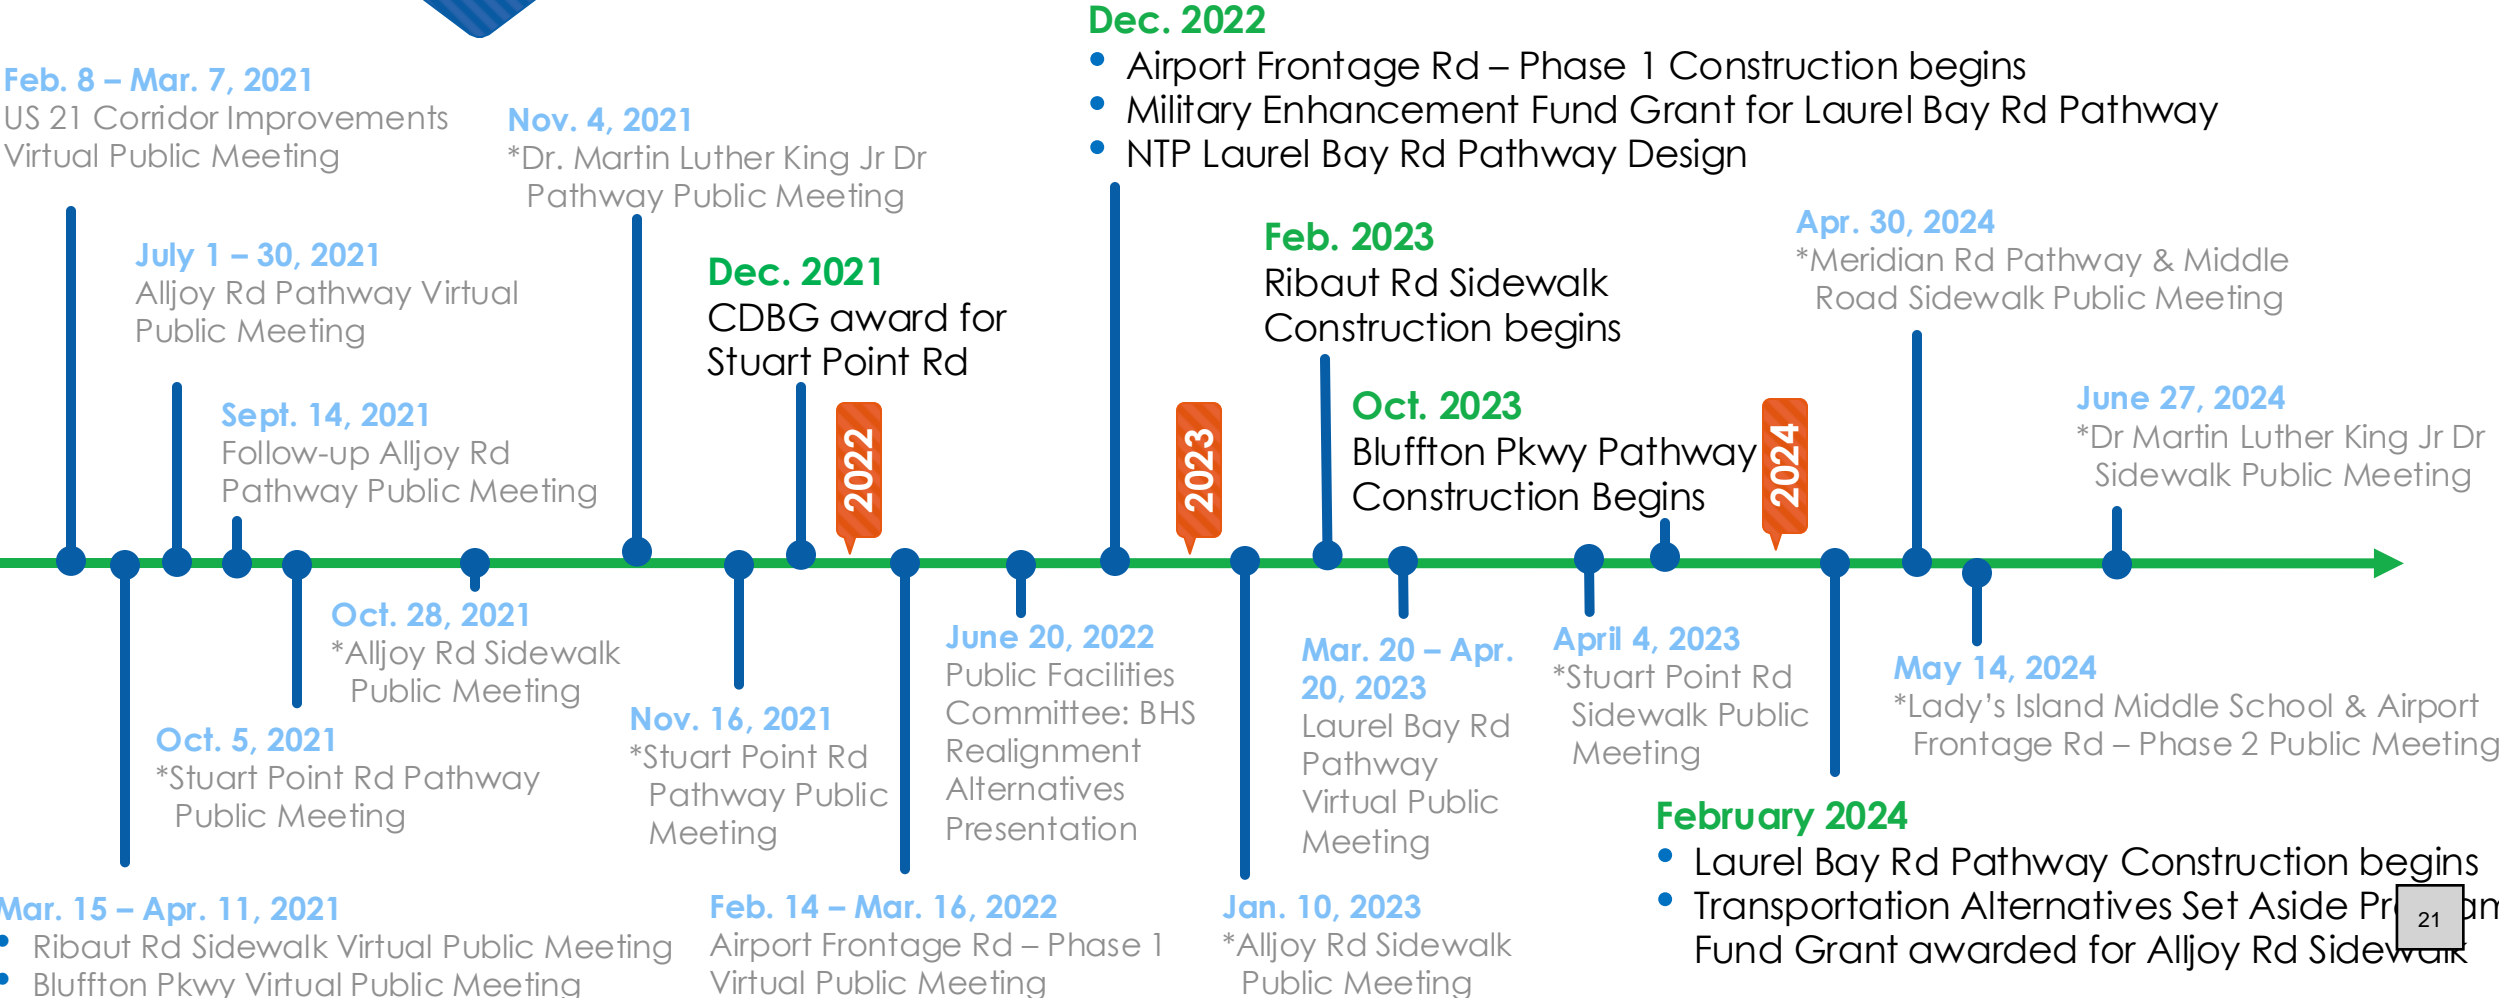 Feb. 8 – Mar. 7, 2021
US 21 Corridor Improvements
Virtual Public Meeting
July 1 – 30, 2021
Alljoy Rd Pathway Virtual
Public Meeting
Sept. 14, 2021
Follow-up Alljoy Rd
Pathway Public Meeting
Nov. 4, 2021
*Dr. Martin Luther King Jr Dr
Pathway Public Meeting
Dec. 2021
CDBG award for
Stuart Point Rd
2022
Dec. 2022
• Airport Frontage Rd – Phase 1 Construction begins
• Military Enhancement Fund Grant for Laurel Bay Rd Pathway
• NTP Laurel Bay Rd Pathway Design
2023
Feb. 2023
Ribaut Rd Sidewalk
Construction begins
Oct. 2023
Bluffton Pkwy Pathway
Construction Begins
2024
Apr. 30, 2024
*Meridian Rd Pathway & Middle
Road Sidewalk Public Meeting
June 27, 2024
*Dr Martin Luther King Jr Dr
Sidewalk Public Meeting
Mar. 15 – Apr. 11, 2021
• Ribaut Rd Sidewalk Virtual Public Meeting
• Bluffton Pkwy Virtual Public Meeting
Oct. 5, 2021
*Stuart Point Rd Pathway
Public Meeting
Oct. 28, 2021
*Alljoy Rd Sidewalk
Public Meeting
Nov. 16, 2021
*Stuart Point Rd
Pathway Public
Meeting
Feb. 14 – Mar. 16, 2022
Airport Frontage Rd – Phase 1
Virtual Public Meeting
June 20, 2022
Public Facilities
Committee: BHS
Realignment
Alternatives
Presentation
Jan. 10, 2023
*Alljoy Rd Sidewalk
Public Meeting
Mar. 20 – Apr.
20, 2023
Laurel Bay Rd
Pathway
Virtual Public
Meeting
April 4, 2023
*Stuart Point Rd
Sidewalk Public
Meeting
February 2024
• Laurel Bay Rd Pathway Construction begins
• Transportation Alternatives Set Aside
Fund Grant awarded for Alljoy Rd Sidewalk
May 14, 2024
*Lady’s Island Middle School & Airport
Frontage Rd – Phase 2 Public Meeting
21